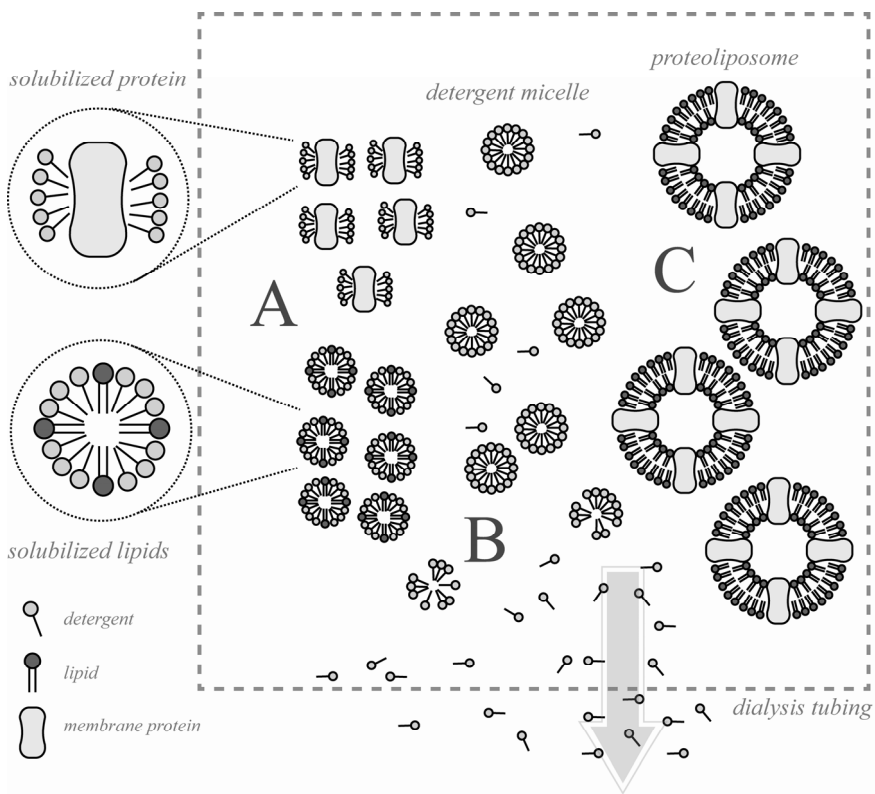 solubilized protein
detergent micelle
proteoliposome
A
C
B
solubilized lipids
detergent
lipid
membrane protein
dialysis tubing